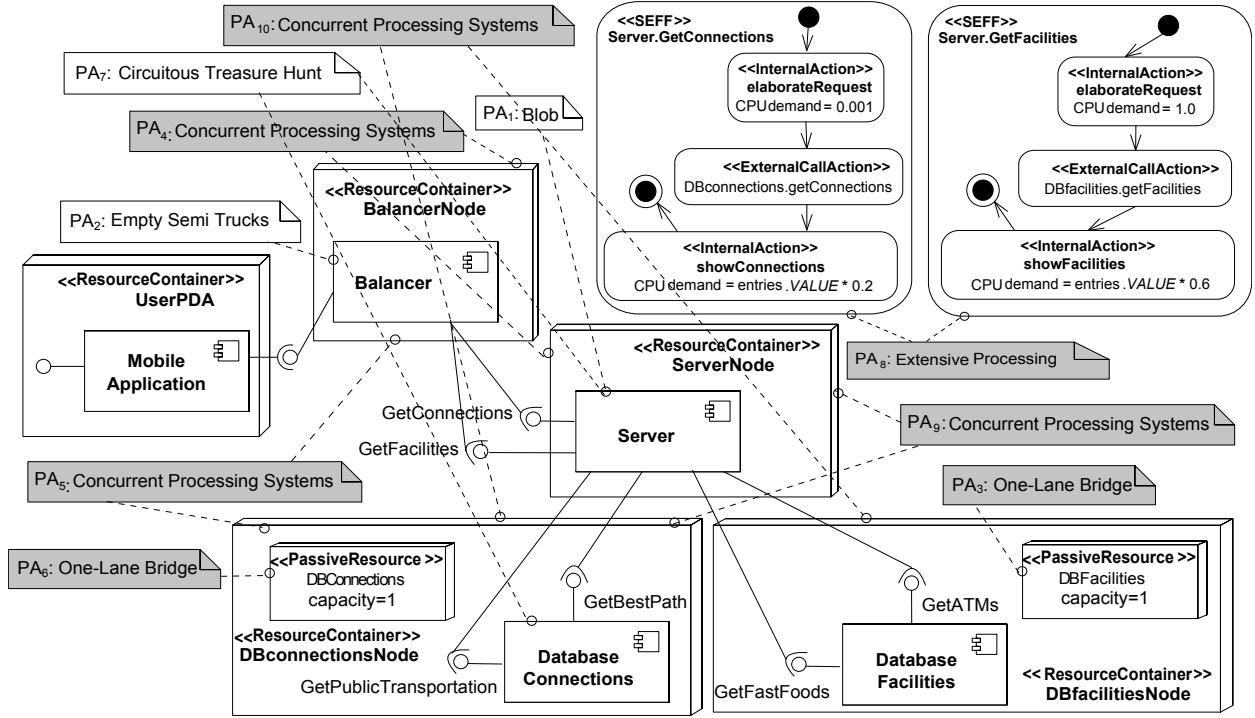 PA10: Concurrent Processing Systems
PA7: Circuitous Treasure Hunt
PA4: Concurrent Processing Systems
PA1: Blob
PA2: Empty Semi Trucks
<<SEFF>>
Server.GetConnections
<<InternalAction>>
elaborateRequest
CPU demand = 0.001
<<ExternalCallAction>>
DBconnections.getConnections
<<InternalAction>>
showConnections
CPU demand = entries.VALUE * 0.2
<<SEFF>>
Server.GetFacilities
<<InternalAction>>
elaborateRequest
CPU demand = 1.0
<<ExternalCallAction>>
DBfacilities.getFacilities
<<InternalAction>>
showFacilities
CPU demand = entries.VALUE * 0.6
<<ResourceContainer>>
BalancerNode
Balancer
<<ResourceContainer>>
UserPDA
Mobile
Application
<<ResourceContainer>>
ServerNode
Server
GetConnections
GetFacilities
PA8: Extensive Processing
PA9: Concurrent Processing Systems
PA5: Concurrent Processing Systems
PA3: One-Lane Bridge
PA6: One-Lane Bridge
<<PassiveResource >>
DBConnections
capacity=1
<<ResourceContainer>>
DBconnectionsNode
GetBestPath
GetPublicTransportation
Database
Connections
<<PassiveResource >>
DBFacilities
capacity=1
GetATMs
GetFastFoods
Database
Facilities
<< ResourceContainer>>
DBfacilitiesNode